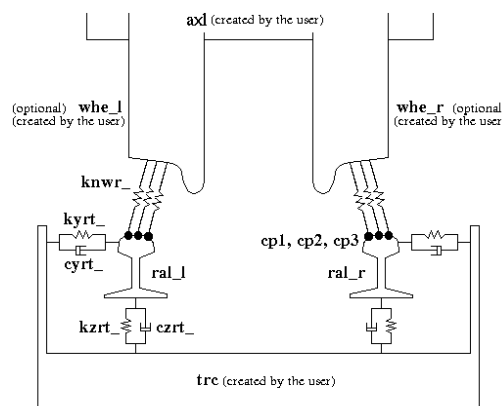 axl (created by the user)
(optional) whe_l
(created by the user)
whe_r (optional
(created by the user
knwr_
kyrt_
cp1, cp2, cp3
cyrt_
ral_l
ral_r
kzrt_
czrt_
trc (created by the user)